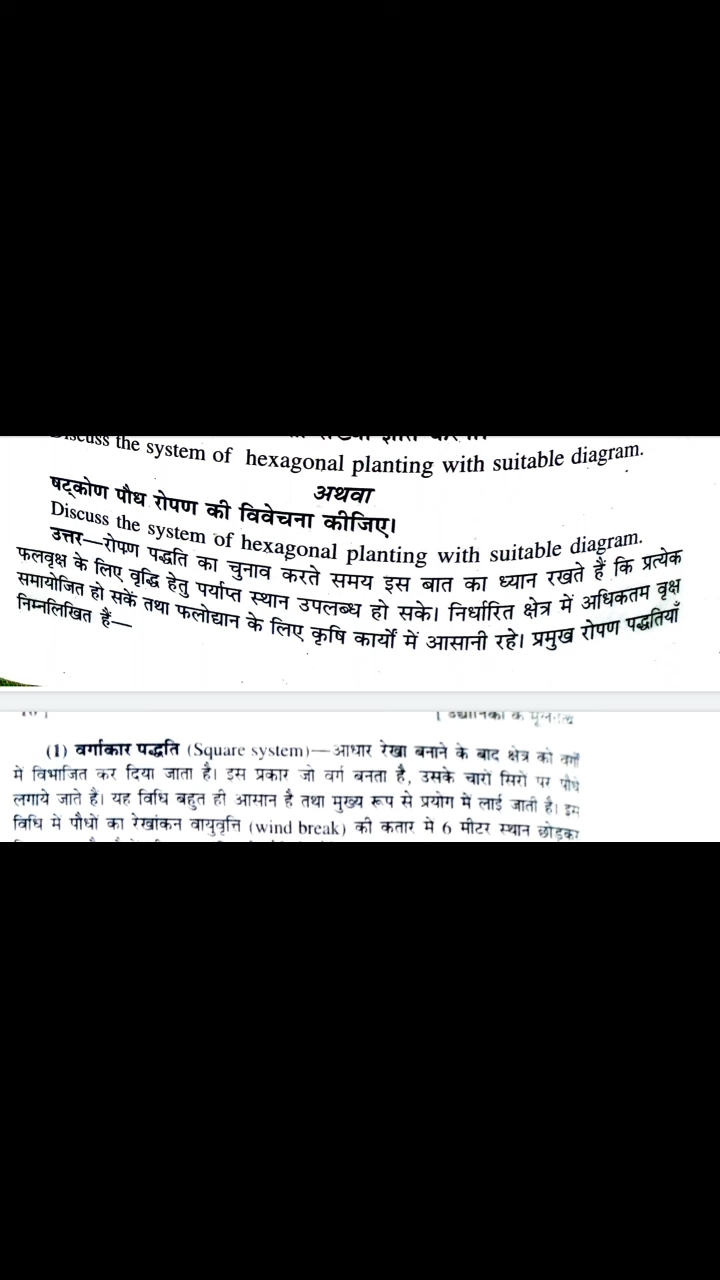 the system of hexagonal planting with suitable diagram.
अथवा
षट्कोण पौध रोपण की विवेचना कीजिए।
Discuss the system of hexagonal planting with suitable diagram.
उत्तर—रोपण पद्धति का चुनाव करते समय इस बात का ध्यान रखते हैं कि प्रत्येक
फलवृक्ष के लिए वृद्धि हेतु पर्याप्त स्थान उपलब्ध हो सके। निर्धारित क्षेत्र में अधिकतम वृक्ष
समायोजित हो सकें तथा फलोद्यान के लिए कृषि कार्यों में आसानी रहे। प्रमुख रोपण पद्धतियाँ
निम्नलिखित हैं—
(1) वर्गाकार पद्धति (Square system)—आधार रेखा बनाने के बाद क्षेत्र को वर्गों
में विभाजित कर दिया जाता है। इस प्रकार जो वर्ग बनता है, उसके चारों सिरों पर पौधे
लगाये जाते हैं। यह विधि बहुत ही आसान है तथा मुख्य रूप से प्रयोग में लाई जाती है। इस
विधि में पौधों का रेखांकन वायुवृत्ति (wind break) की कतार में 6 मीटर स्थान छोड़कर